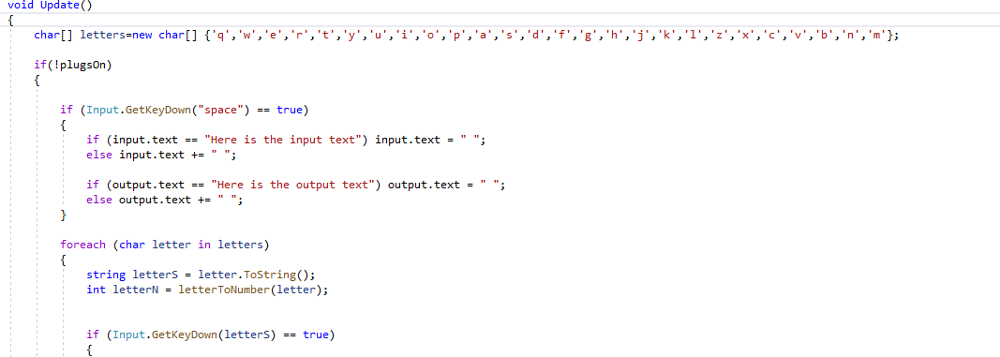 void Update()
{
char[] letters=new char[] {'q','w','e','r','t','y','u','i','o','p','a','s','d','f','g','h','j','k','l','z','x','c','v','b','n','m'};
if(!plugsOn)
{
if (Input.GetKeyDown("space") == true)
{
if (input.text == "Here is the input text") input.text = " ";
else input.text += " ";
if (output.text == "Here is the output text") output.text = " ";
else output.text += " ";
}
foreach (char letter in letters)
{
string letterS = letter.ToString();
int letterN = letterToNumber(letter);
if (Input.GetKeyDown(letterS) == true)
{